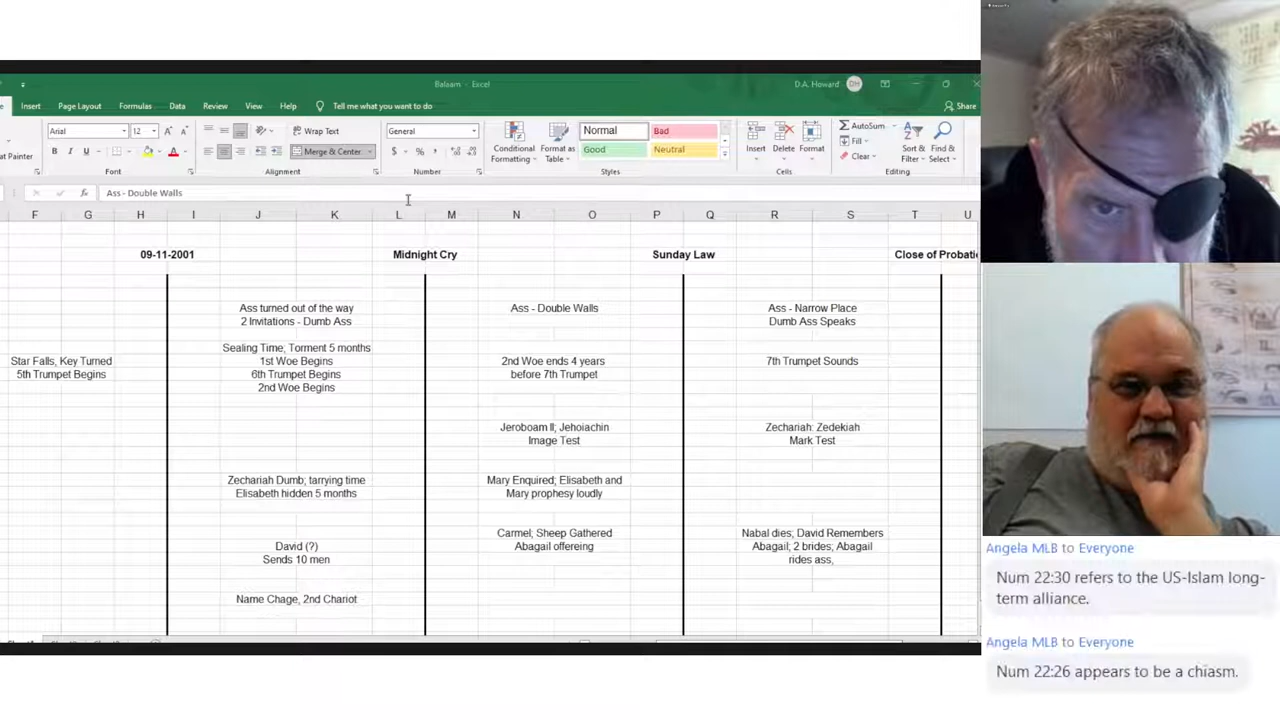 Balaam - Excel
D.A. Howard
DH
Insert
Page Layout
Formulas
Data
Review
View
Help
Tell me what you want to do
Share
at Painter
Arial
12
Wrap Text
Merge & Center
General
Conditional
Formatting
Format as
Table
Normal
Bad
Good
Neutral
Insert
Delete
Format
AutoSum
Fill
Clear
Sort &
Filter
Find &
Select
Font
Alignment
Number
Styles
Cells
Editing
Ass - Double Walls
F G H I J K L M N O P Q R S T U
09-11-2001
Midnight Cry
Sunday Law
Close of Probatio
Ass turned out of the way
2 Invitations - Dumb Ass
Ass - Double Walls
Ass - Narrow Place
Dumb Ass Speaks
Star Falls, Key Turned
5th Trumpet Begins
Sealing Time; Torment 5 months
1st Woe Begins
6th Trumpet Begins
2nd Woe Begins
2nd Woe ends 4 years
before 7th Trumpet
7th Trumpet Sounds
Jeroboam II; Jehoiachin
Image Test
Zechariah: Zedekiah
Mark Test
Zechariah Dumb; tarrying time
Elisabeth hidden 5 months
Mary Enquired; Elisabeth and
Mary prophesy loudly
David (?)
Sends 10 men
Carmel; Sheep Gathered
Abagail offereing
Nabal dies; David Remembers
Abagail; 2 brides; Abagail
rides ass,
Name Chage, 2nd Chariot
Angela MLB to Everyone
Num 22:30 refers to the US-Islam long-
term alliance.
Angela MLB to Everyone
Num 22:26 appears to be a chiasm.